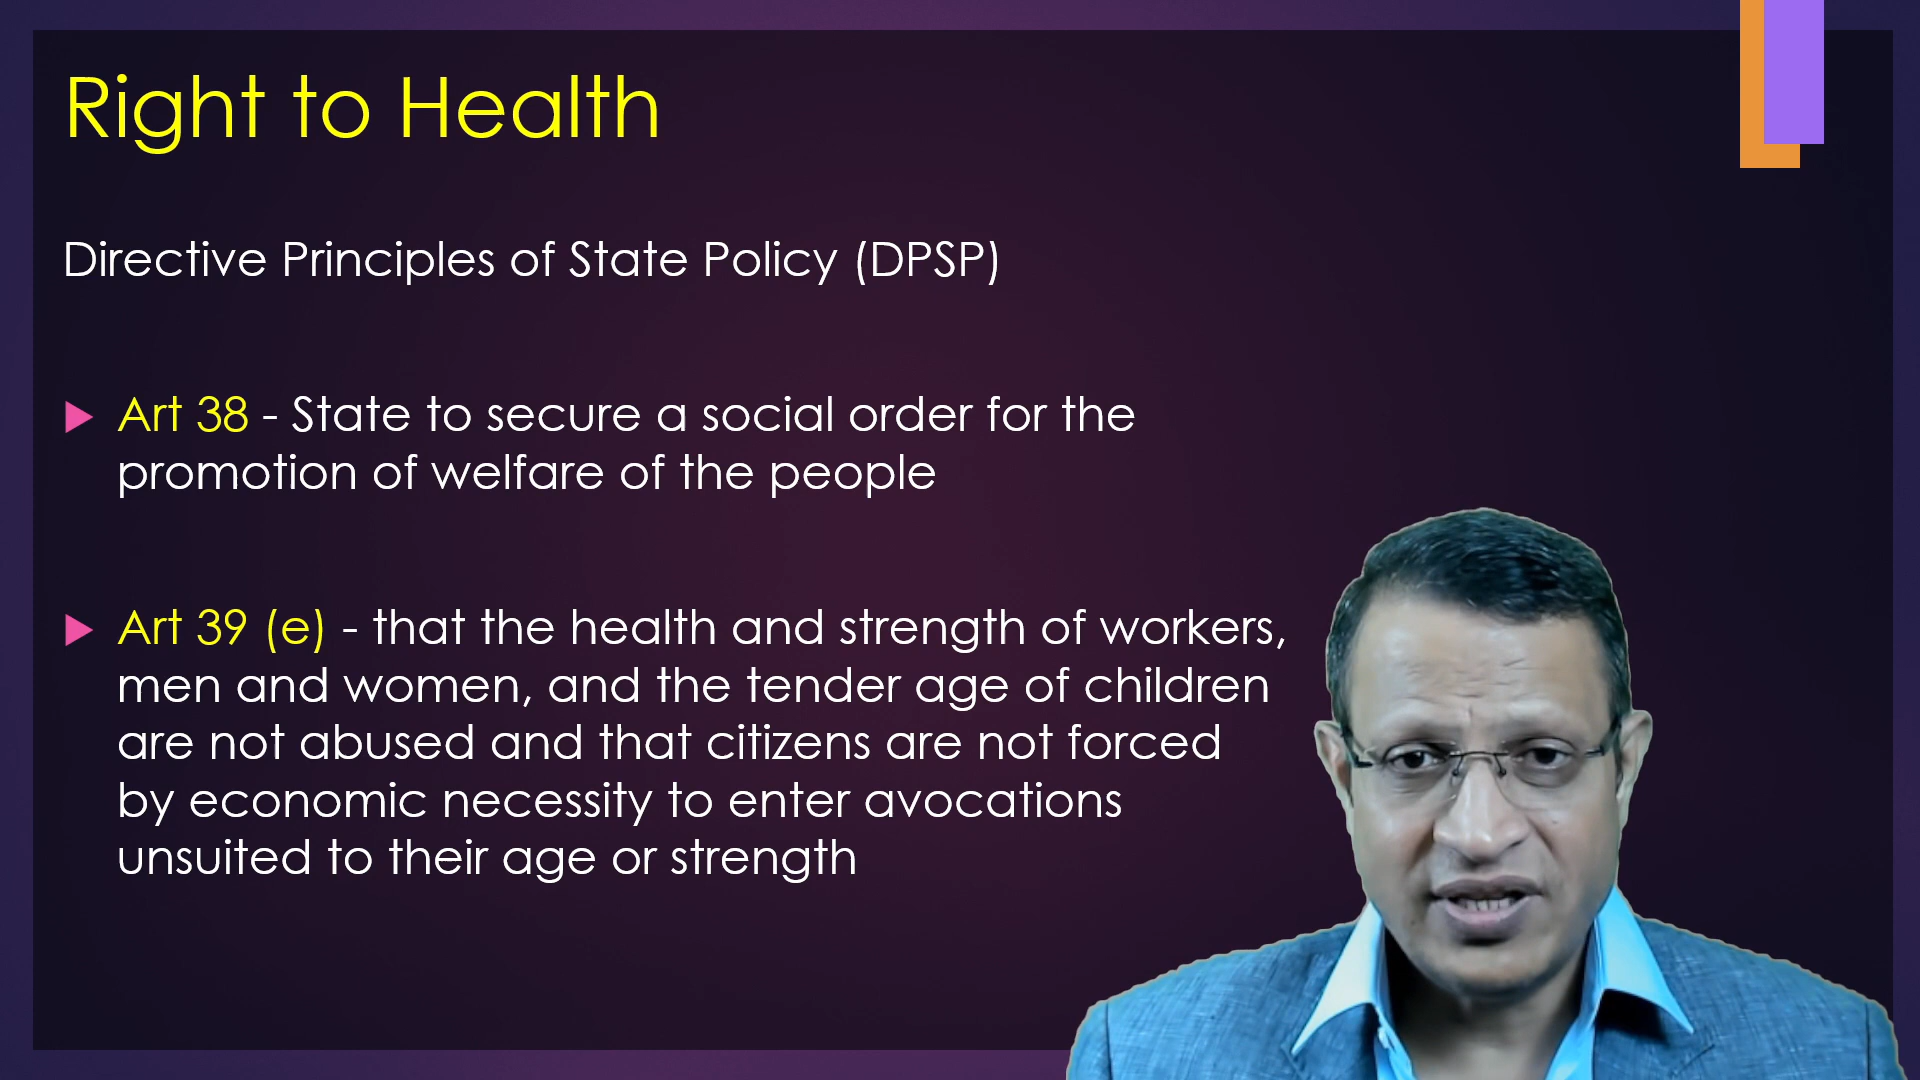 Right to Health
Directive Principles of State Policy (DPSP)
Art 38 - State to secure a social order for the
promotion of welfare of the people
Art 39 (e) - that the health and strength of workers,
men and women, and the tender age of children
are not abused and that citizens are not forced
by economic necessity to enter avocations
unsuited to their age or strength